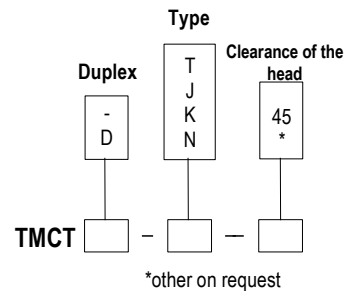 Type
Duplex
Clearance of the
head
-
D
T
J
K
N
45
*
TMCT – –
*other on request